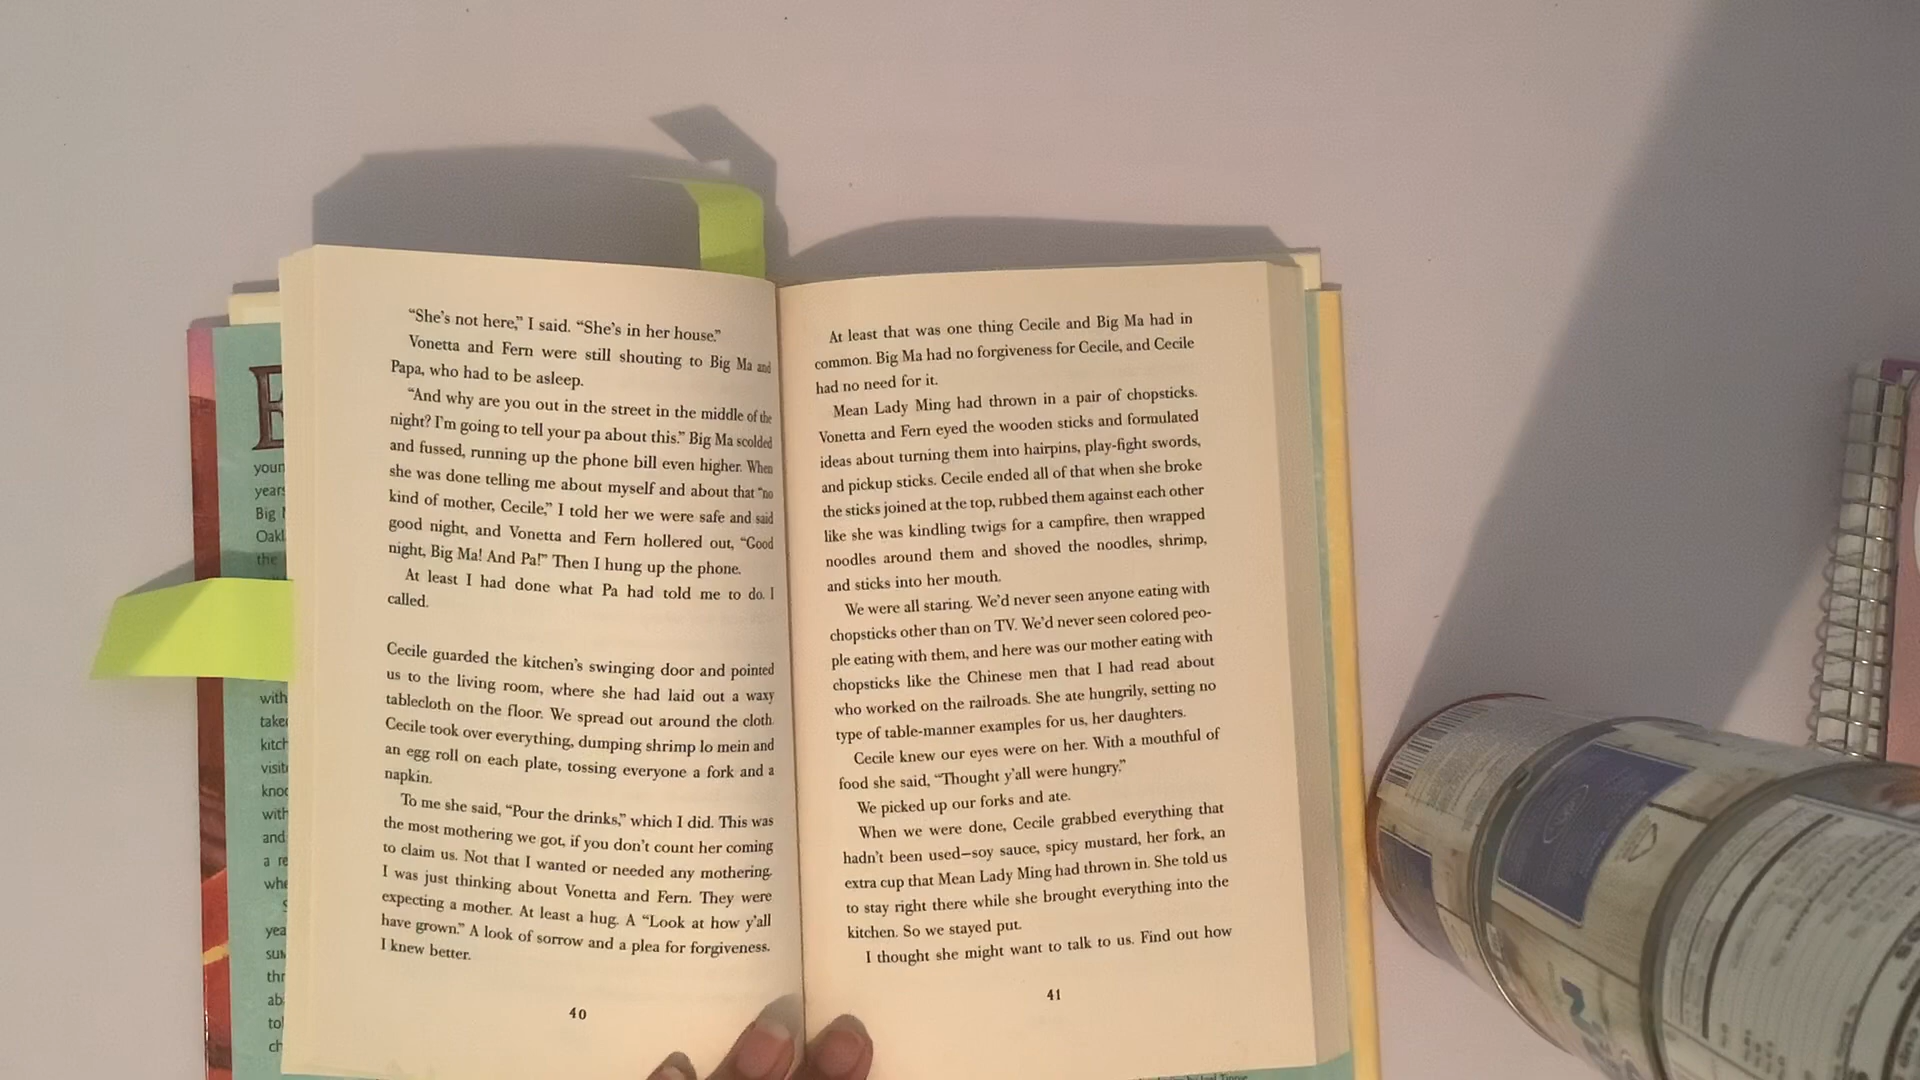 “She’s not here,” I said. “She’s in her house.”
Vonetta and Fern were still shouting to Big Ma and
Papa, who had to be asleep.
“And why are you out in the street in the middle of the
night? I’m going to tell your pa about this.” Big Ma scolded
and fussed, running up the phone bill even higher. When
she was done telling me about myself and about that “no
kind of mother, Cecile,” I told her we were safe and said
good night, and Vonetta and Fern hollered out, “Good
night, Big Ma! And Pa!” Then I hung up the phone.
At least I had done what Pa had told me to do. I
called.
Cecile guarded the kitchen’s swinging door and pointed
us to the living room, where she had laid out a waxy
tablecloth on the floor. We spread out around the cloth.
Cecile took over everything, dumping shrimp lo mein and
an egg roll on each plate, tossing everyone a fork and a
napkin.
To me she said, “Pour the drinks,” which I did. This was
the most mothering we got, if you don’t count her coming
to claim us. Not that I wanted or needed any mothering.
I was just thinking about Vonetta and Fern. They were
expecting a mother. At least a hug. A “Look at how y’all
have grown.” A look of sorrow and a plea for forgiveness.
I knew better.
40
At least that was one thing Cecile and Big Ma had in
common. Big Ma had no forgiveness for Cecile, and Cecile
had no need for it.
Mean Lady Ming had thrown in a pair of chopsticks.
Vonetta and Fern eyed the wooden sticks and formulated
ideas about turning them into hairpins, play-fight swords,
and pickup sticks. Cecile ended all of that when she broke
the sticks joined at the top, rubbed them against each other
like she was kindling twigs for a campfire, then wrapped
noodles around them and shoved the noodles, shrimp,
and sticks into her mouth.
We were all staring. We’d never seen anyone eating with
chopsticks other than on TV. We’d never seen colored peo-
ple eating with them, and here was our mother eating with
chopsticks like the Chinese men that I had read about
who worked on the railroads. She ate hungrily, setting no
type of table-manner examples for us, her daughters.
Cecile knew our eyes were on her. With a mouthful of
food she said, “Thought y’all were hungry.”
We picked up our forks and ate.
When we were done, Cecile grabbed everything that
hadn’t been used—soy sauce, spicy mustard, her fork, an
extra cup that Mean Lady Ming had thrown in. She told us
to stay right there while she brought everything into the
kitchen. So we stayed put.
I thought she might want to talk to us. Find out how
41